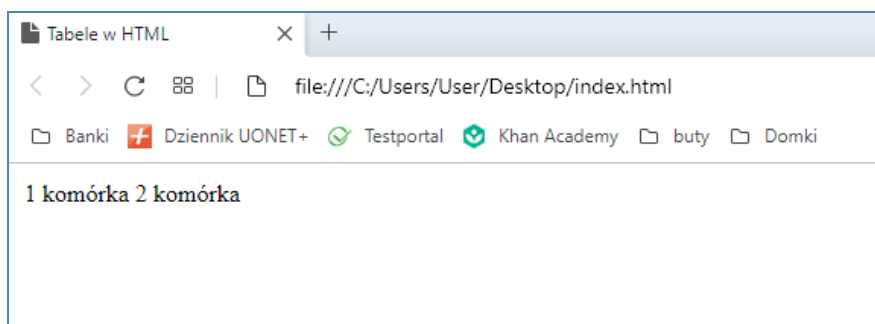 Tabele w HTML
file:///C:/Users/User/Desktop/index.html
Banki Dziennik UONET+ Testportal Khan Academy buty Domki
1 komórka 2 komórka